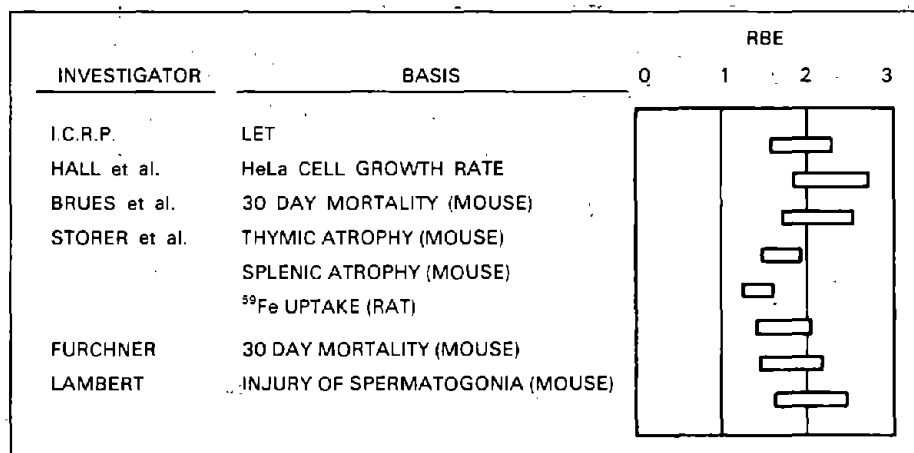 RBE
INVESTIGATOR BASIS 0 1 2 3
I.C.R.P. LET
HALL et al. HeLa CELL GROWTH RATE
BRUES et al. 30 DAY MORTALITY (MOUSE)
STORER et al. THYMIC ATROPHY (MOUSE)
SPLENIC ATROPHY (MOUSE)
⁵⁹Fe UPTAKE (RAT)
FURCHNER 30 DAY MORTALITY (MOUSE)
LAMBERT INJURY OF SPERMATOGONIA (MOUSE)